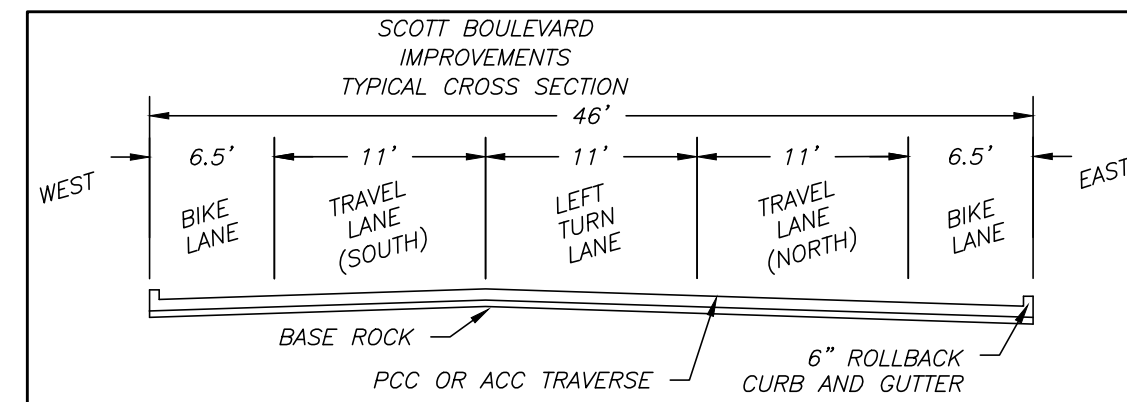 SCOTT BOULEVARD
IMPROVEMENTS
TYPICAL CROSS SECTION
46'
WEST
6.5'
11'
11'
11'
6.5'
EAST
BIKE
LANE
TRAVEL
LANE
(SOUTH)
LEFT
TURN
LANE
TRAVEL
LANE
(NORTH)
BIKE
LANE
BASE ROCK
PCC OR ACC TRAVERSE
6" ROLLBACK
CURB AND GUTTER